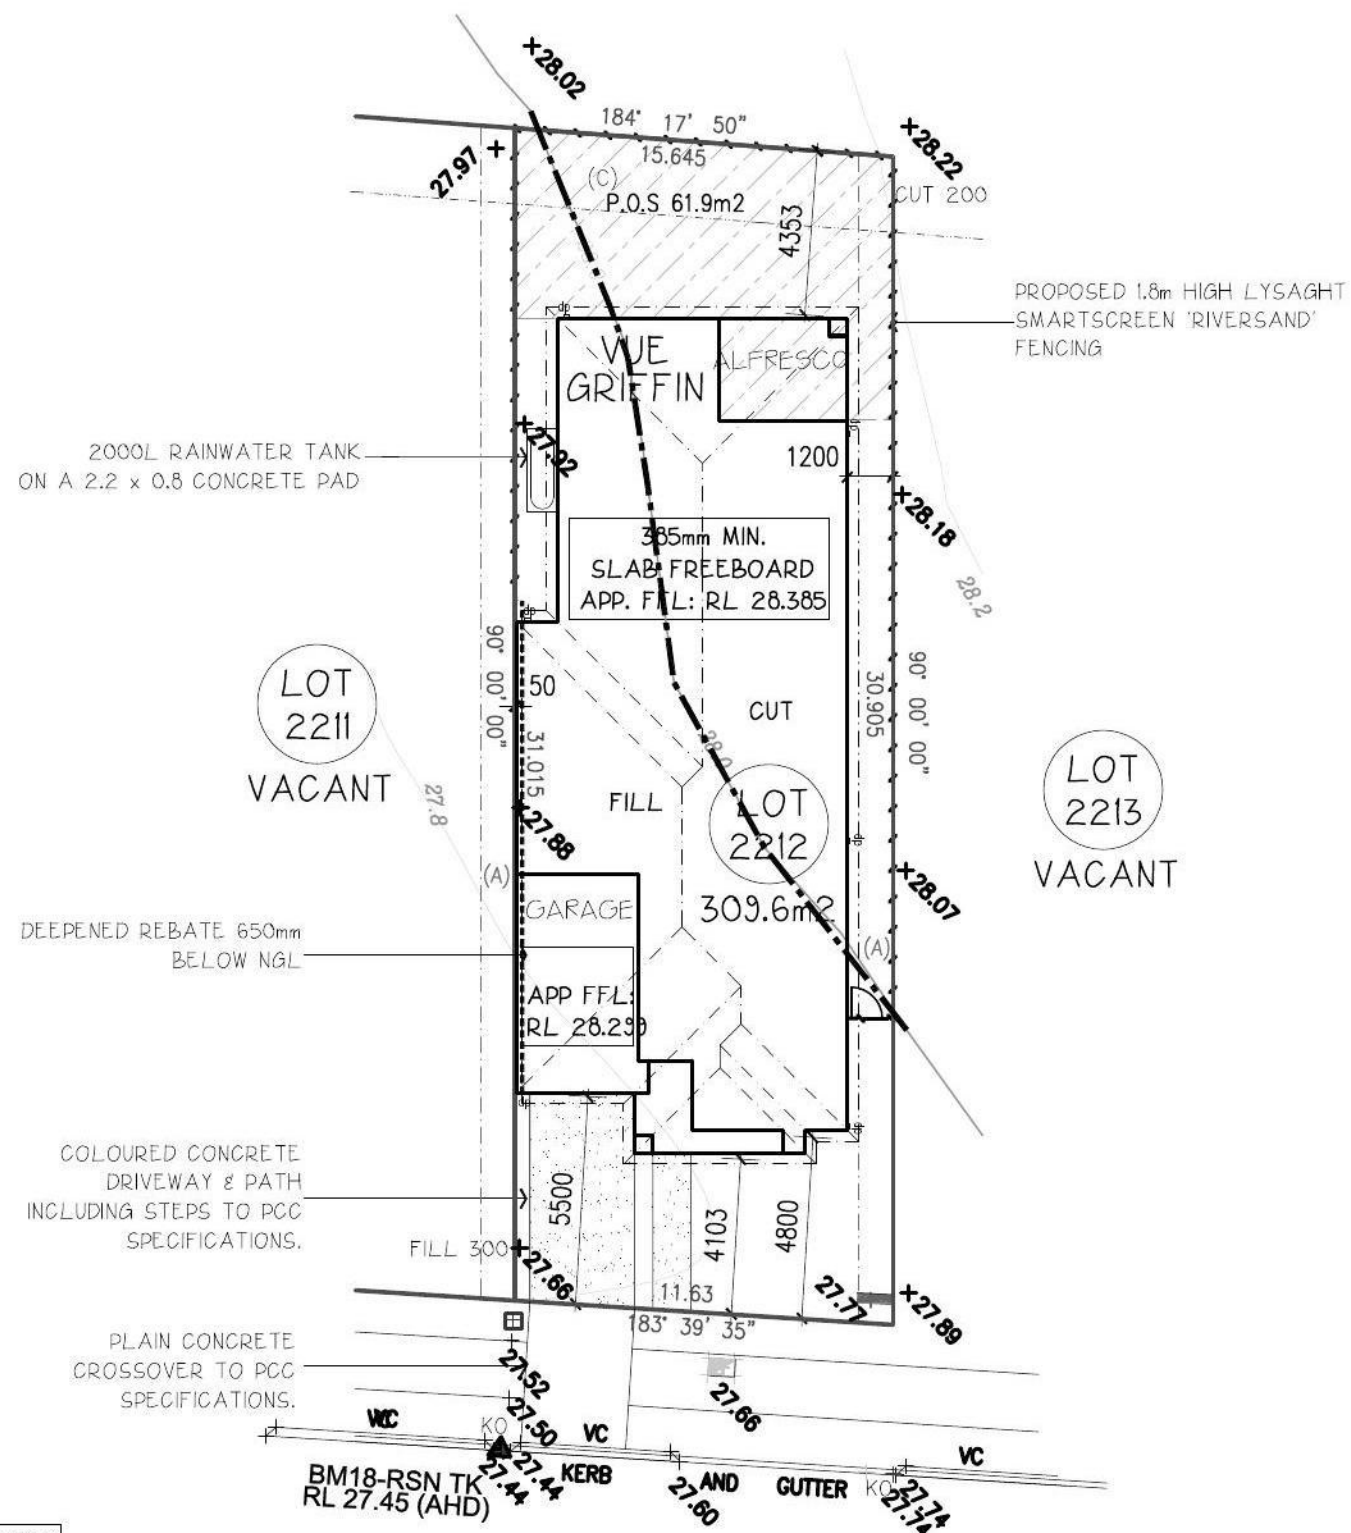 +28.02
184° 17' 50"
15.645
+28.22
27.97 +
(C)
P.O.S 61.9m2
CUT 200
4353
PROPOSED 1.8m HIGH LYSAGHT
SMARTSCREEN 'RIVERSAND'
FENCING
dp
VUE
GRIFFIN
ALFRESCO
+27.92
dp
2000L RAINWATER TANK
ON A 2.2 x 0.8 CONCRETE PAD
1200
+28.18
385mm MIN.
SLAB FREEBOARD
APP. FFL: RL 28.385
28.2
dp
90° 00' 00"
50
31.015
30.905
90° 00' 00"
LOT
2211
VACANT
27.8
CUT
28.0
FILL
LOT
2212
309.6m2
LOT
2213
VACANT
+27.88
dp
(A)
+28.07
GARAGE
(A)
DEEPENED REBATE 650mm
BELOW NGL
APP FFL:
RL 28.299
dp
COLOURED CONCRETE
DRIVEWAY & PATH
INCLUDING STEPS TO PCC
SPECIFICATIONS.
5500
4103
4800
FILL 300
+27.66
11.63
183° 39' 35"
27.77
+27.89
PLAIN CONCRETE
CROSSOVER TO PCC
SPECIFICATIONS.
27.52
27.66
27.50
VC
KO
VC
VC
27.44
27.44
KERB
AND
GUTTER
27.60
KO
27.74
27.74
BM18-RSN TK
RL 27.45 (AHD)